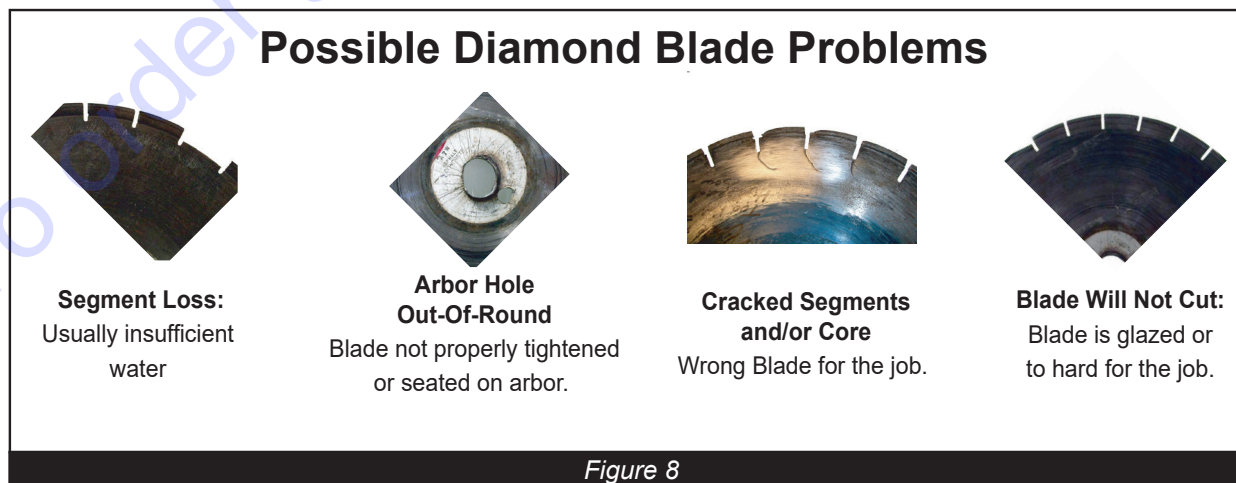 Possible Diamond Blade Problems
Segment Loss:
Usually insufficient
water
Arbor Hole
Out-Of-Round
Blade not properly tightened
or seated on arbor.
Cracked Segments
and/or Core
Wrong Blade for the job.
Blade Will Not Cut:
Blade is glazed or
to hard for the job.
Figure 8
o order